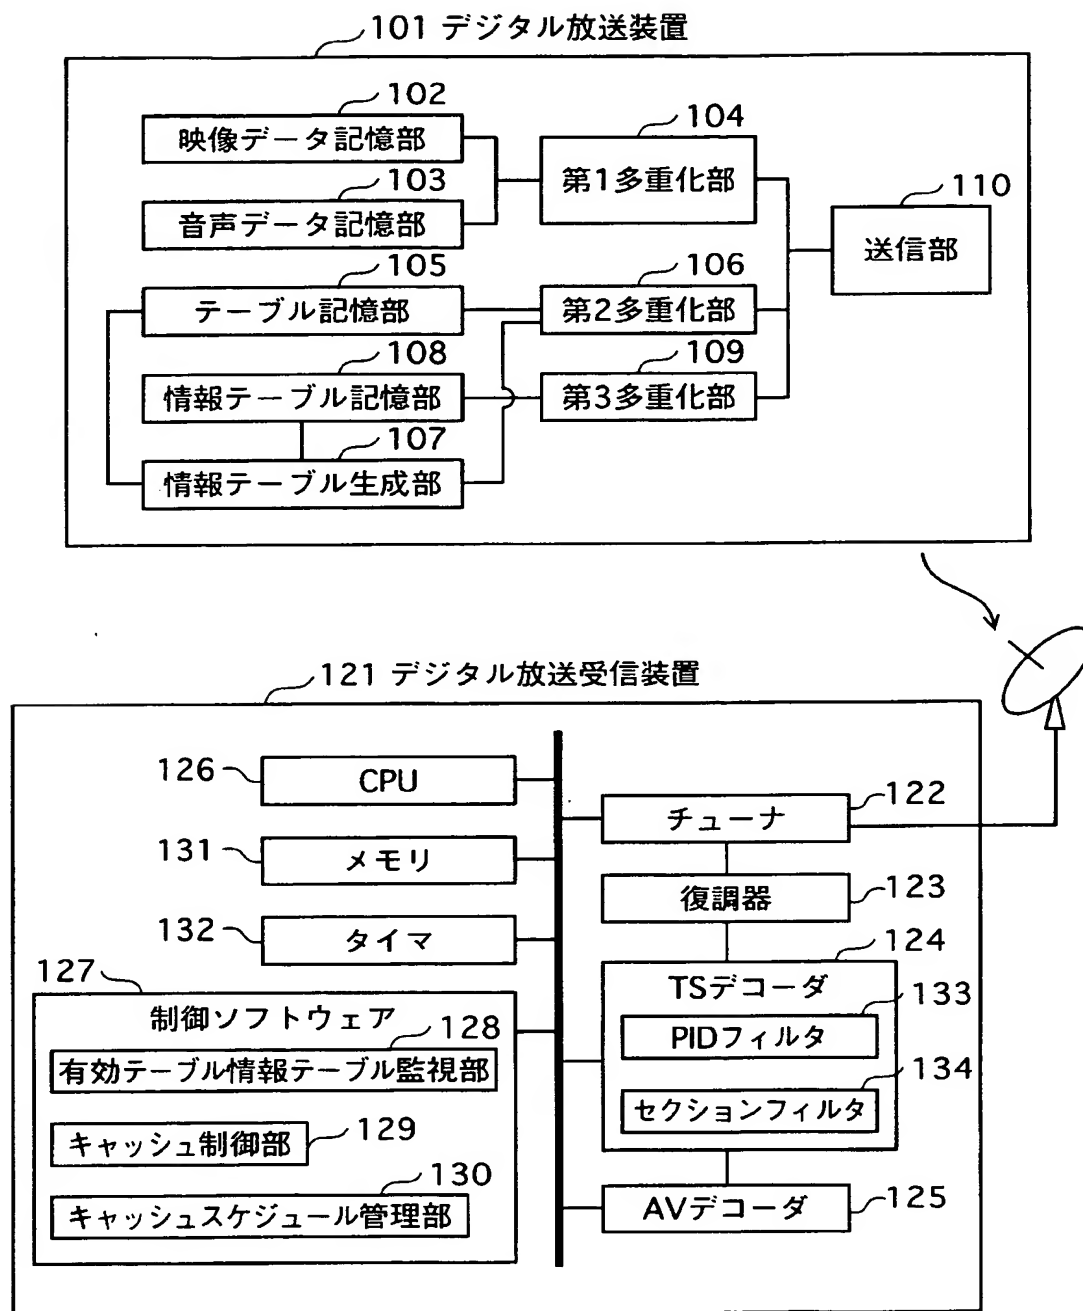 101 デジタル放送装置
102
映像データ記憶部
103
音声データ記憶部
104
第1多重化部
110
送信部
105
テーブル記憶部
106
第2多重化部
108
情報テーブル記憶部
109
第3多重化部
107
情報テーブル生成部
121 デジタル放送受信装置
126
CPU
122
チューナ
131
メモリ
123
復調器
132
タイマ
124
TSデコーダ
133
PIDフィルタ
134
セクションフィルタ
127
制御ソフトウェア
128
有効テーブル情報テーブル監視部
129
キャッシュ制御部
130
キャッシュスケジュール管理部
125
AVデコーダ